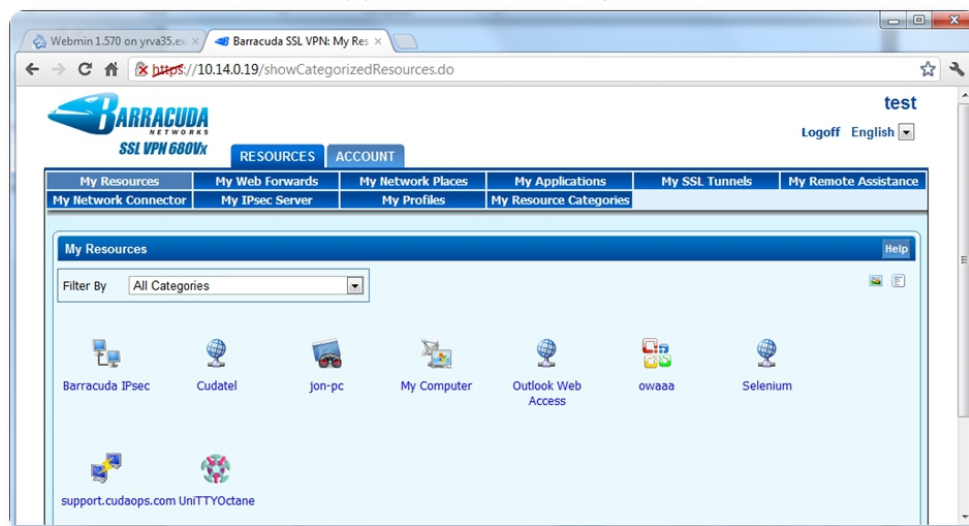 Webmin 1.570 on yrva35.ex
Barracuda SSL VPN: My Res
https://10.14.0.19/showCategorizedResources.do
BARRACUDA
NETWORKS
SSL VPN 680Vx
test
Logoff English
RESOURCES ACCOUNT
My Resources My Web Forwards My Network Places My Applications My SSL Tunnels My Remote Assistance
My Network Connector My IPsec Server My Profiles My Resource Categories
My Resources Help
Filter By All Categories
Barracuda IPsec Cudatel jon-pc My Computer Outlook Web Access owaaa Selenium
support.cudaops.com UniTTYOctane